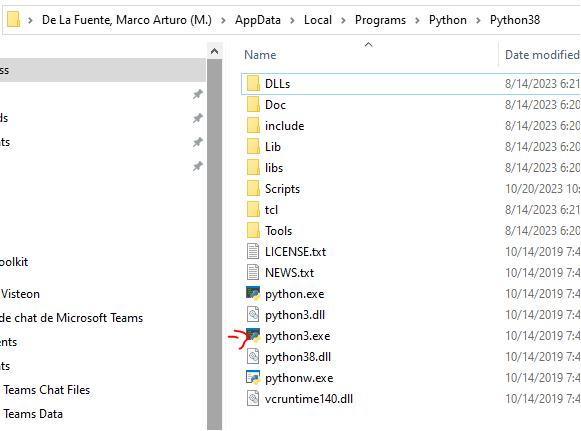 De La Fuente, Marco Arturo (M.) > AppData > Local > Programs > Python > Python38
Name Date modified
ss
DLLs 8/14/2023 6:21
Doc 8/14/2023 6:20
ds
include 8/14/2023 6:20
nts
Lib 8/14/2023 6:20
libs 8/14/2023 6:20
Scripts 10/20/2023 10
tcl 8/14/2023 6:21
Tools 8/14/2023 6:20
LICENSE.txt 10/14/2019 7:4
oolkit
NEWS.txt 10/14/2019 7:4
Visteon
python.exe 10/14/2019 7:4
de chat de Microsoft Teams
python3.dll 10/14/2019 7:4
ents
python3.exe 10/14/2019 7:4
nts
python38.dll 10/14/2019 7:4
pythonw.exe 10/14/2019 7:4
Teams Chat Files
vcruntime140.dll 10/14/2019 7:4
Teams Data